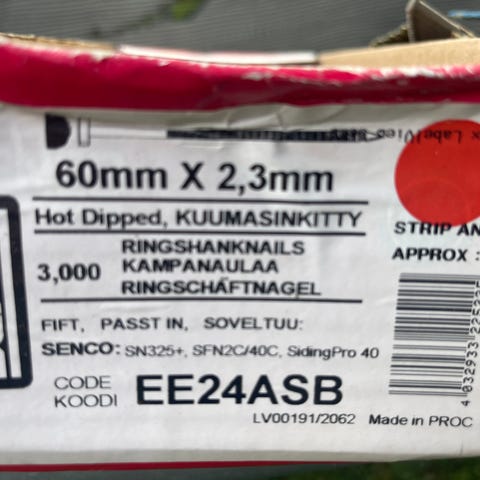 60mm X 2,3mm
Hot Dipped, KUUMASINKITTY
STRIP AN
3,000
RINGSHANKNAILS
KAMPANAULAA
RINGSCHÄFTNAGEL
APPROX :
FIFT, PASST IN, SOVELTUU:
SENCO: SN325+, SFN2C/40C, SidingPro 40
CODE
KOODI
EE24ASB
LV00191/2062
Made in PROC